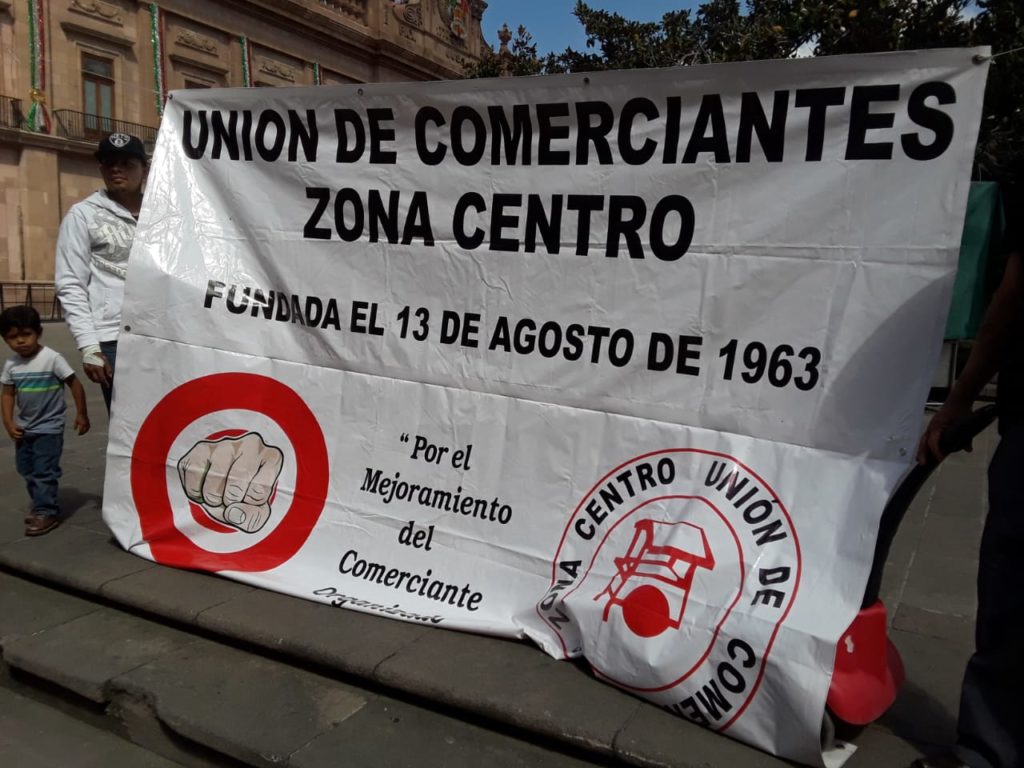 UNION DE COMERCIANTES
ZONA CENTRO
FUNDADA EL 13 DE AGOSTO DE 1963
“Por el
Mejoramiento
del
Comerciante
Organizado
ZONA CENTRO UNIÓN DE